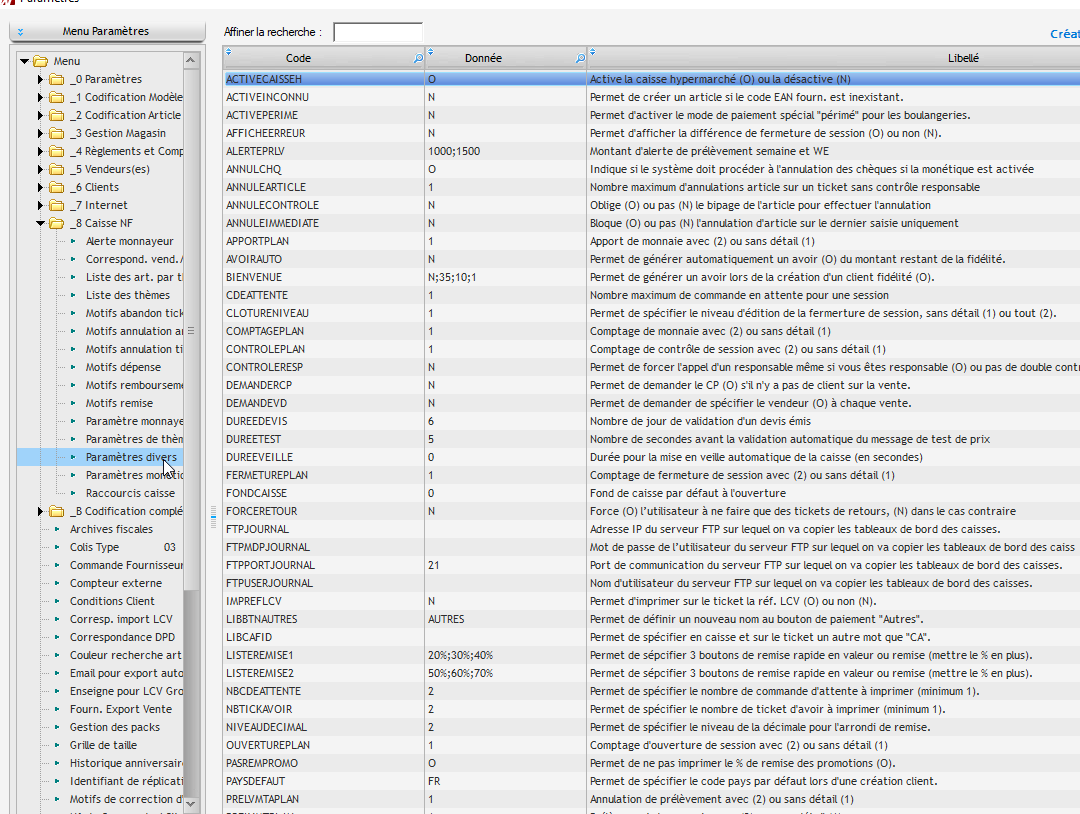 Paramètres
Menu Paramètres
Affiner la recherche :
Créat
Menu
_0 Paramètres
_1 Codification Modèle
_2 Codification Article
_3 Gestion Magasin
_4 Règlements et Comp
_5 Vendeurs(es)
_6 Clients
_7 Internet
_8 Caisse NF
Alerte monnayeur
Correspond. vend./
Liste des art. par t
Liste des thèmes
Motifs abandon tick
Motifs annulation a
Motifs annulation ti
Motifs dépense
Motifs rembourseme
Motifs remise
Paramètre monnaye
Paramètres de thèm
Paramètres divers
Paramètres monétic
Raccourcis caisse
_B Codification complé
Archives fiscales
Colis Type 03
Commande Fournisseur
Compteur externe
Conditions Client
Corresp. import LCV
Correspondance DPD
Couleur recherche art
Email pour export auto
Enseigne pour LCV Gro
Fourn. Export Vente
Gestion des packs
Grille de taille
Historique anniversaire
Identifiant de réplicati
Motifs de correction d
Code Donnée Libellé
ACTIVECAISSEH O Active la caisse hypermarché (O) ou la désactive (N)
ACTIVEINCONNU N Permet de créer un article si le code EAN fourn. est inexistant.
ACTIVEPERIME N Permet d'activer le mode de paiement spécial "périmé" pour les boulangeries.
AFFICHEERREUR N Permet d'afficher la différence de fermeture de session (O) ou non (N).
ALERTEPRLV 1000;1500 Montant d'alerte de prélèvement semaine et WE
ANNULCHQ O Indique si le système doit procéder à l'annulation des chèques si la monétique est activée
ANNULEARTICLE 1 Nombre maximum d'annulations article sur un ticket sans contrôle responsable
ANNULECONTROLE N Oblige (O) ou pas (N) le bipage de l'article pour effectuer l'annulation
ANNULEIMMEDIATE N Bloque (O) ou pas (N) l'annulation d'article sur le dernier saisie uniquement
APPORTPLAN 1 Apport de monnaie avec (2) ou sans détail (1)
AVOIRAUTO N Permet de générer automatiquement un avoir (O) du montant restant de la fidélité.
BIENVENUE N;35;10;1 Permet de générer un avoir lors de la création d'un client fidélité (O).
CDEATTENTE 1 Nombre maximum de commande en attente pour une session
CLOTURENIVEAU 1 Permet de spécifier le niveau d'édition de la fermerture de session, sans détail (1) ou tout (2).
COMPTAGEPLAN 1 Comptage de monnaie avec (2) ou sans détail (1)
CONTROLEPLAN 1 Comptage de contrôle de session avec (2) ou sans détail (1)
CONTROLERESP N Permet de forcer l'appel d'un responsable même si vous êtes responsable (O) ou pas de double contr
DEMANDERCP N Permet de demander le CP (O) s'il n'y a pas de client sur la vente.
DEMANDEVD N Permet de demander de spécifier le vendeur (O) à chaque vente.
DUREEDEVIS 6 Nombre de jour de validation d'un devis émis
DUREETEST 5 Nombre de secondes avant la validation automatique du message de test de prix
DUREEVEILLE 0 Durée pour la mise en veille automatique de la caisse (en secondes)
FERMETUREPLAN 1 Comptage de fermeture de session avec (2) ou sans détail (1)
FONDCAISSE 0 Fond de caisse par défaut à l'ouverture
FORCERETOUR N Force (O) l'utilisateur à ne faire que des tickets de retours, (N) dans le cas contraire
FTPJOURNAL Adresse IP du serveur FTP sur lequel on va copier les tableaux de bord des caisses.
FTPMDPJOURNAL Mot de passe de l'utilisateur du serveur FTP sur lequel on va copier les tableaux de bord des caiss
FTPPORTJOURNAL 21 Port de communication du serveur FTP sur lequel on va copier les tableaux de bord des caisses.
FTPUSERJOURNAL Nom d'utilisateur du serveur FTP sur lequel on va copier les tableaux de bord des caisses.
IMPREFLCV N Permet d'imprimer sur le ticket la réf. LCV (O) ou non (N).
LIBBTNAUTRES AUTRES Permet de définir un nouveau nom au bouton de paiement "Autres".
LIBCAFID Permet de spécifier en caisse et sur le ticket un autre mot que "CA".
LISTEREMISE1 20%;30%;40% Permet de sépcifier 3 boutons de remise rapide en valeur ou remise (mettre le % en plus).
LISTEREMISE2 50%;60%;70% Permet de sépcifier 3 boutons de remise rapide en valeur ou remise (mettre le % en plus).
NBCDEATTENTE 2 Permet de spécifier le nombre de commande d'attente à imprimer (minimum 1).
NBTICKAVOIR 2 Permet de spécifier le nombre de ticket d'avoir à imprimer (minimum 1).
NIVEAUDECIMAL 2 Permet de spécifier le niveau de la décimale pour l'arrondi de remise.
OUVERTUREPLAN 1 Comptage d'ouverture de session avec (2) ou sans détail (1)
PASREMPROMO O Permet de ne pas imprimer le % de remise des promotions (O).
PAYSDEFAUT FR Permet de spécifier le code pays par défaut lors d'une création client.
PRELVMTAPLAN 1 Annulation de prélèvement avec (2) ou sans détail (1)